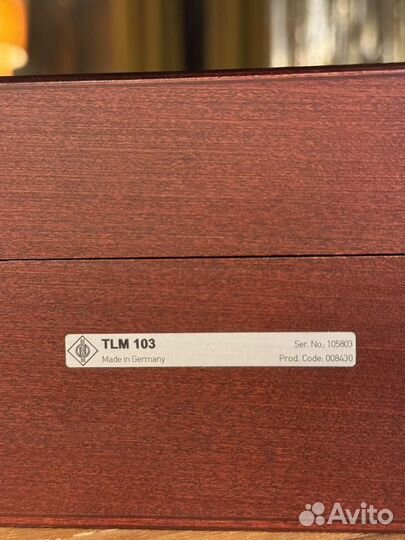 TLM 103
Made in Germany
Ser. No.: 105803
Prod. Code: 008430
Avito